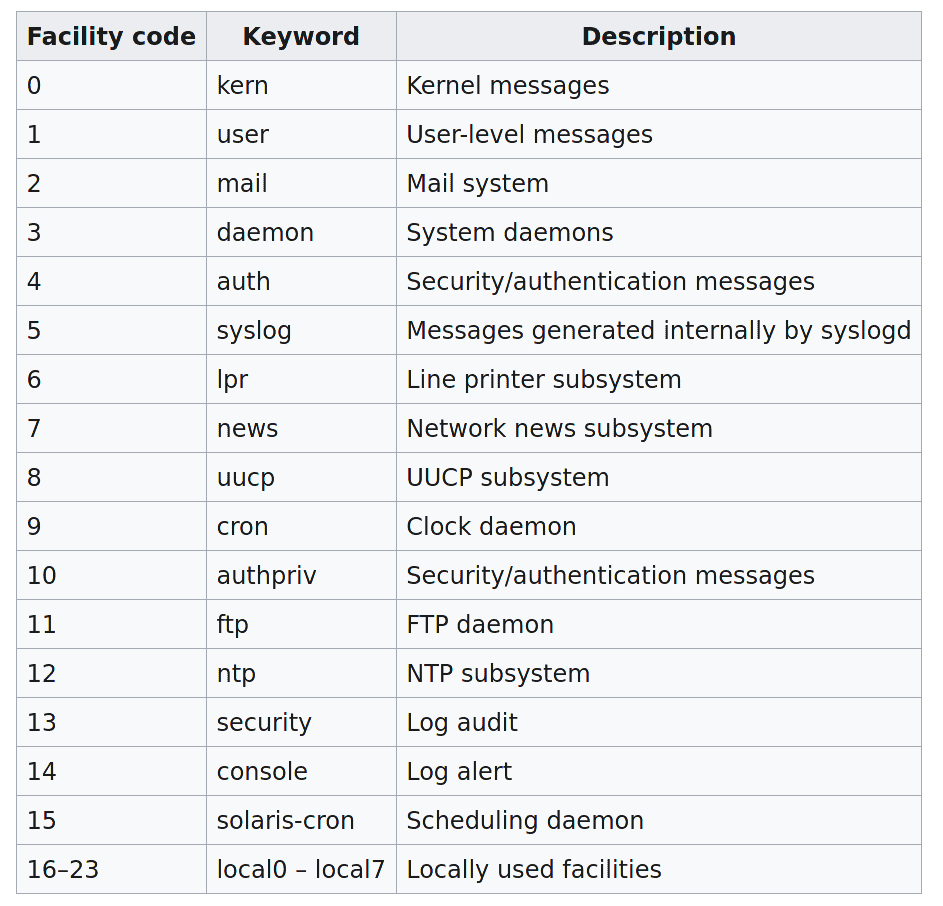 Facility code Keyword Description
0 kern Kernel messages
1 user User-level messages
2 mail Mail system
3 daemon System daemons
4 auth Security/authentication messages
5 syslog Messages generated internally by syslogd
6 lpr Line printer subsystem
7 news Network news subsystem
8 uucp UUCP subsystem
9 cron Clock daemon
10 authpriv Security/authentication messages
11 ftp FTP daemon
12 ntp NTP subsystem
13 security Log audit
14 console Log alert
15 solaris-cron Scheduling daemon
16–23 local0 – local7 Locally used facilities